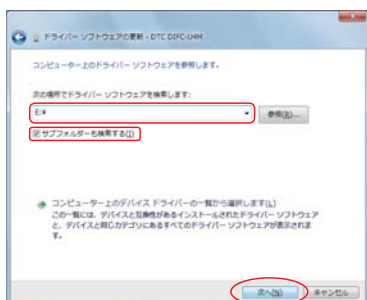 ドライバー ソフトウェアの更新 - DTC DIFC-U4M
コンピューター上のドライバー ソフトウェアを参照します。
次の場所でドライバー ソフトウェアを検索します:
E:¥
参照(R)...
サブフォルダーも検索する(I)
コンピューター上のデバイス ドライバーの一覧から選択します(L)
この一覧には、デバイスと互換性があるインストールされたドライバー ソフトウェア
と、デバイスと同じカテゴリにあるすべてのドライバー ソフトウェアが表示されま
す。
次へ(N)
キャンセル